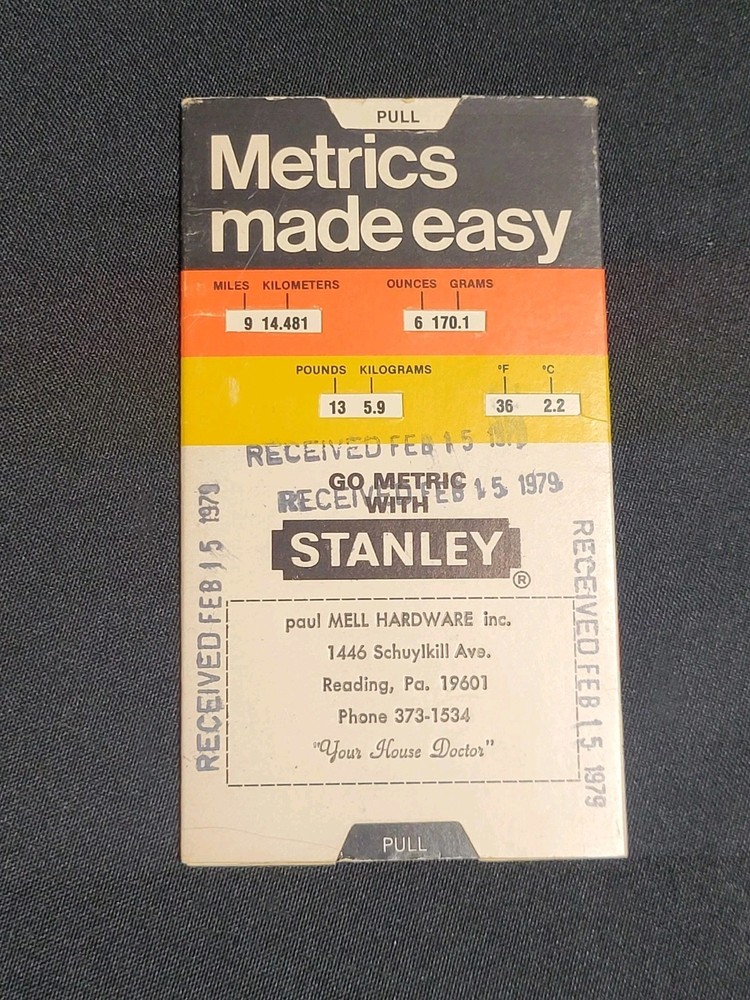 PULL
Metrics
made easy
MILES KILOMETERS OUNCES GRAMS
9 14.481 6 170.1
POUNDS KILOGRAMS °F °C
13 5.9 36 2.2
RECEIVED FEB 15 1979
GO METRIC
RECEIVED FEB 15 1979
WITH
STANLEY ®
RECEIVED FEB 15 1979
RECEIVED FEB 15 1979
paul MELL HARDWARE inc.
1446 Schuylkill Ave.
Reading, Pa. 19601
Phone 373-1534
"Your House Doctor"
PULL